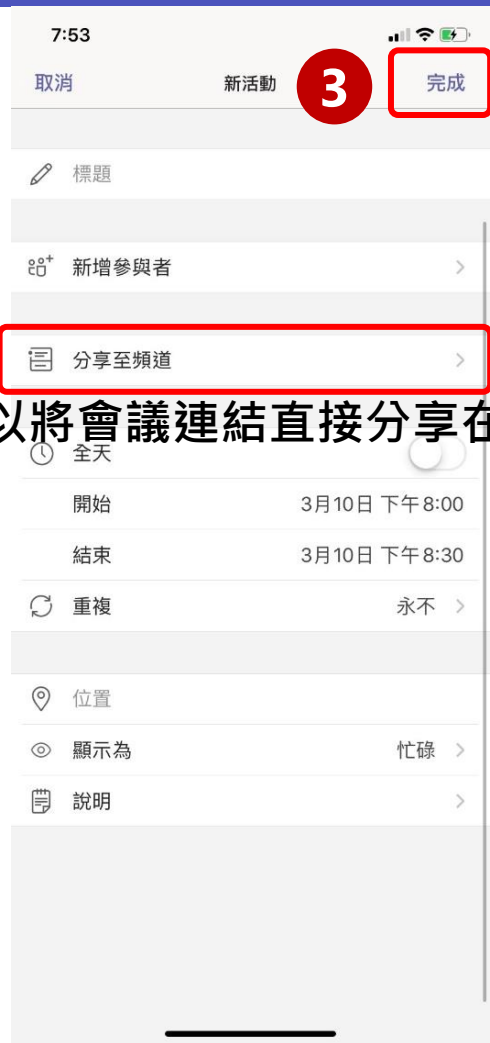 7:53
取消 新活動 3 完成
標題
新增參與者
分享至頻道
以將會議連結直接分享在
全天
開始 3月10日 下午8:00
結束 3月10日 下午8:30
重複 永不
位置
顯示為 忙碌
說明